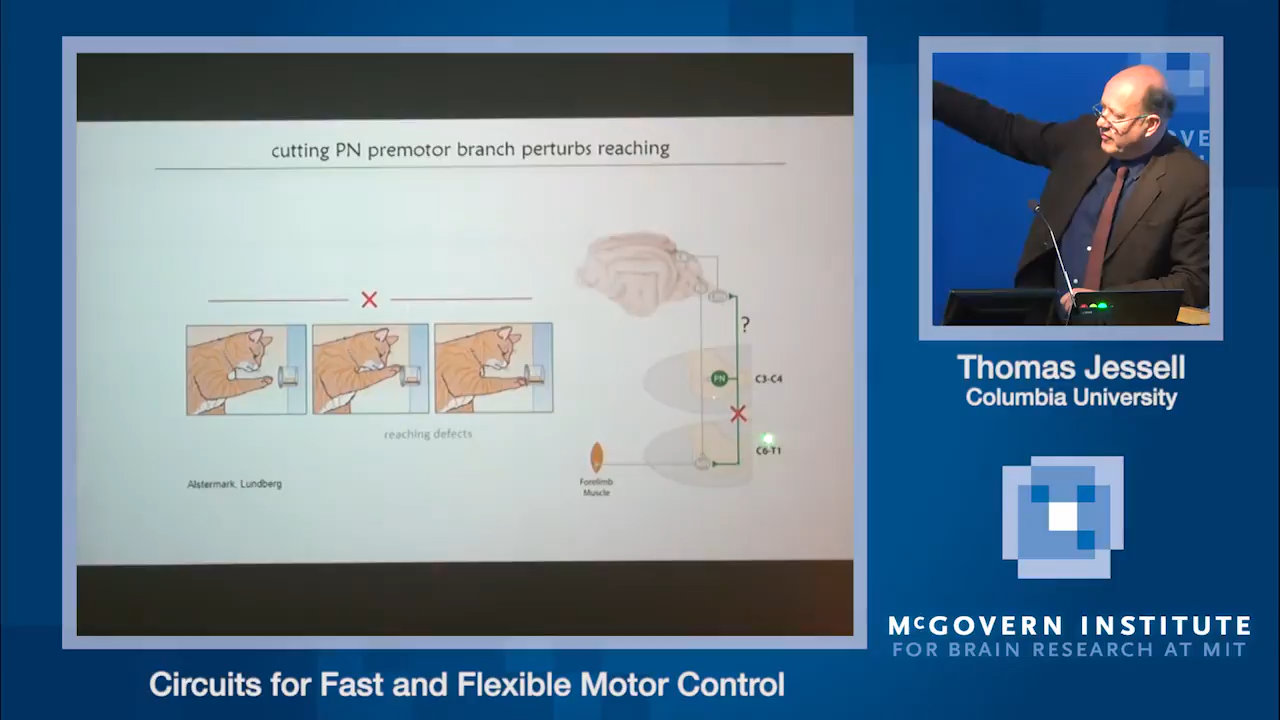 cutting PN premotor branch perturbs reaching
?
PN
C3-C4
C6-T1
reaching defects
Forelimb
Muscle
Alstermark, Lundberg
Thomas Jessell
Columbia University
McGOVERN INSTITUTE
FOR BRAIN RESEARCH AT MIT
Circuits for Fast and Flexible Motor Control